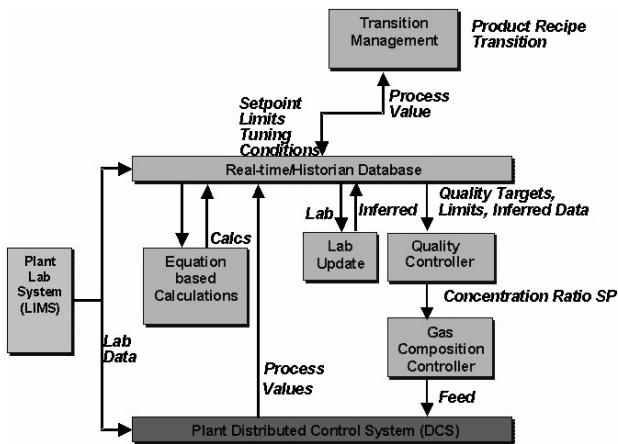 Transition
Management
Product Recipe
Transition
Process
Value
Setpoint
Limits
Tuning
Conditions
Real-time/Historian Database
Quality Targets,
Limits, Inferred Data
Lab
Inferred
Calcs
Plant
Lab
System
(LIMS)
Equation
based
Calculations
Lab
Update
Quality
Controller
Concentration Ratio SP
Gas
Composition
Controller
Lab
Data
Process
Values
Feed
Plant Distributed Control System (DCS)